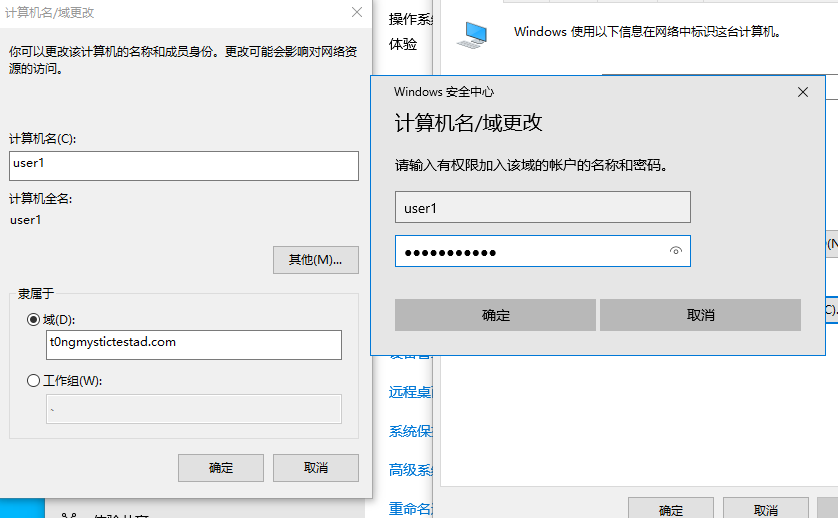 计算机名/域更改
你可以更改该计算机的名称和成员身份。更改可能会影响对网络资
源的访问。
计算机名(C):
user1
计算机全名:
user1
其他(M)...
隶属于
域(D):
t0ngmystictestad.com
工作组(W):
确定
取消
操作系
体验
Windows 使用以下信息在网络中标识这台计算机。
Windows 安全中心
计算机名/域更改
请输入有权限加入该域的帐户的名称和密码。
user1
●●●●●●●●●●●
确定
取消
(N
C).
远程桌
系统保
高级系
重命名
确定
取消